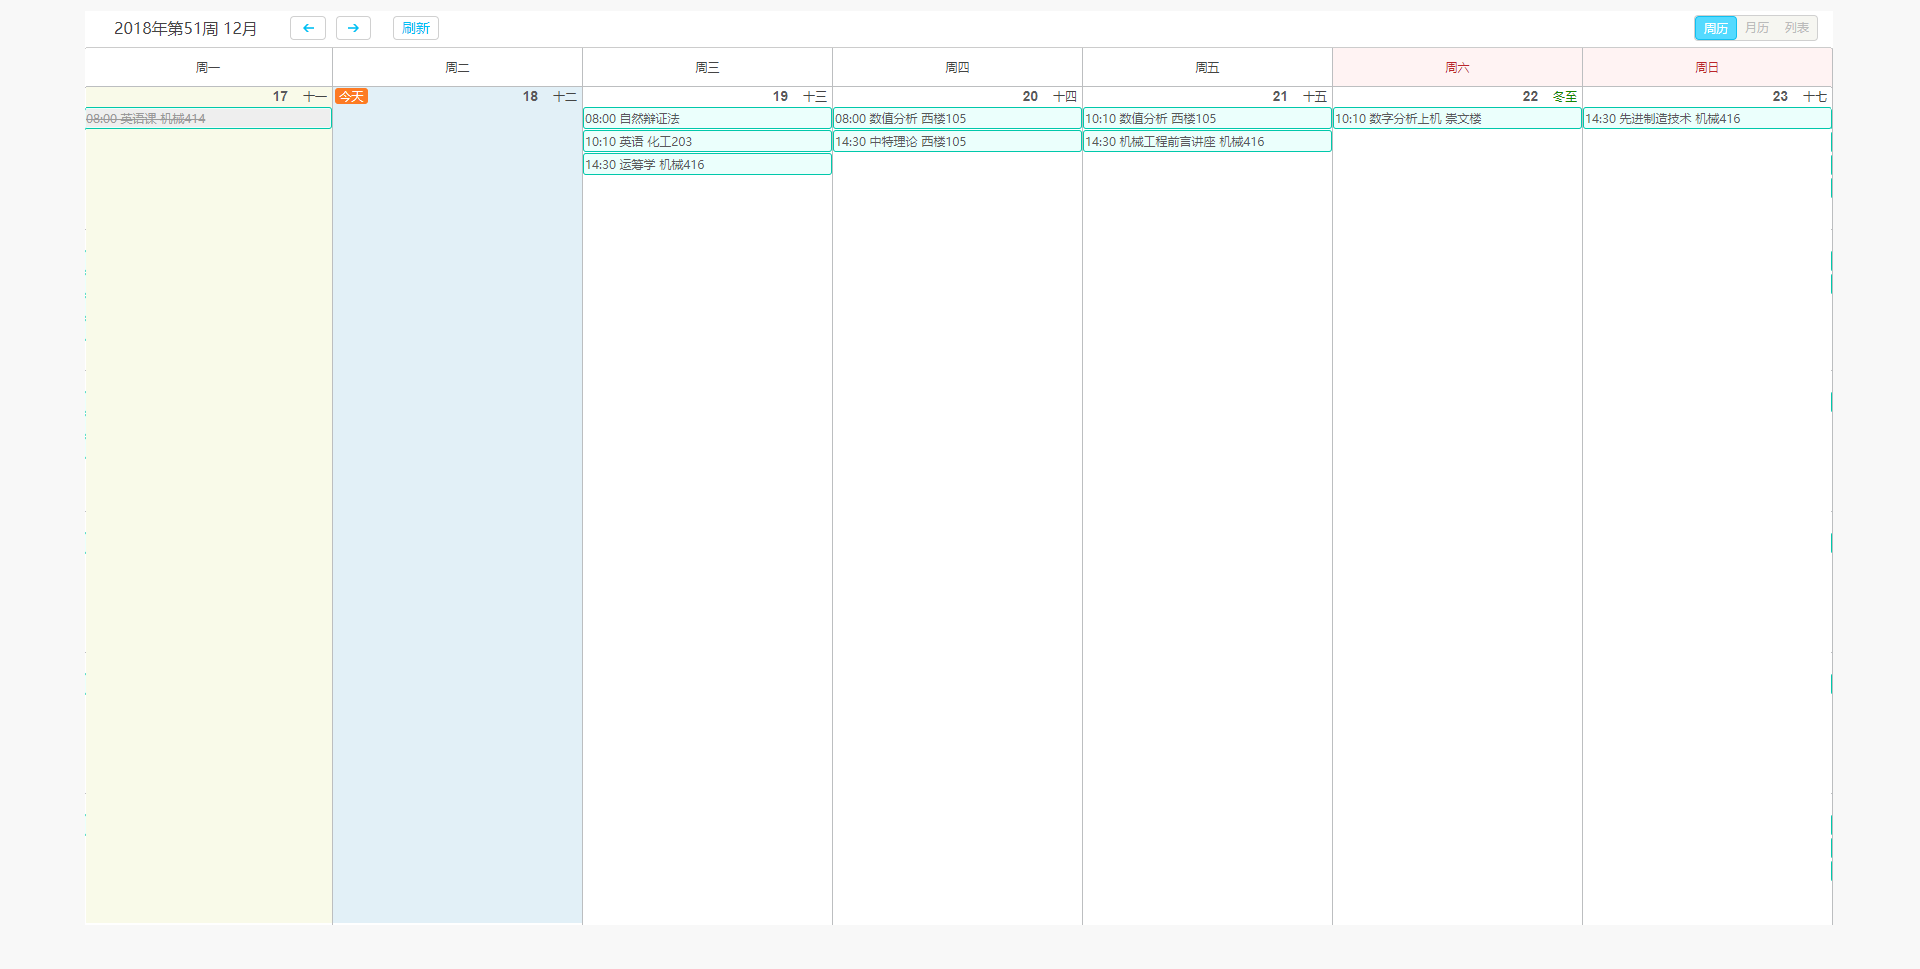 2018年第51周 12月
刷新
周历 月历 列表
周一 周二 周三 周四 周五 周六 周日
17 十一
08:00 英语课 机械414
今天 18 十二
19 十三
08:00 自然辩证法
10:10 英语 化工203
14:30 运筹学 机械416
20 十四
08:00 数值分析 西楼105
14:30 中特理论 西楼105
21 十五
10:10 数值分析 西楼105
14:30 机械工程前言讲座 机械416
22 冬至
10:10 数字分析上机 崇文楼
23 十七
14:30 先进制造技术 机械416